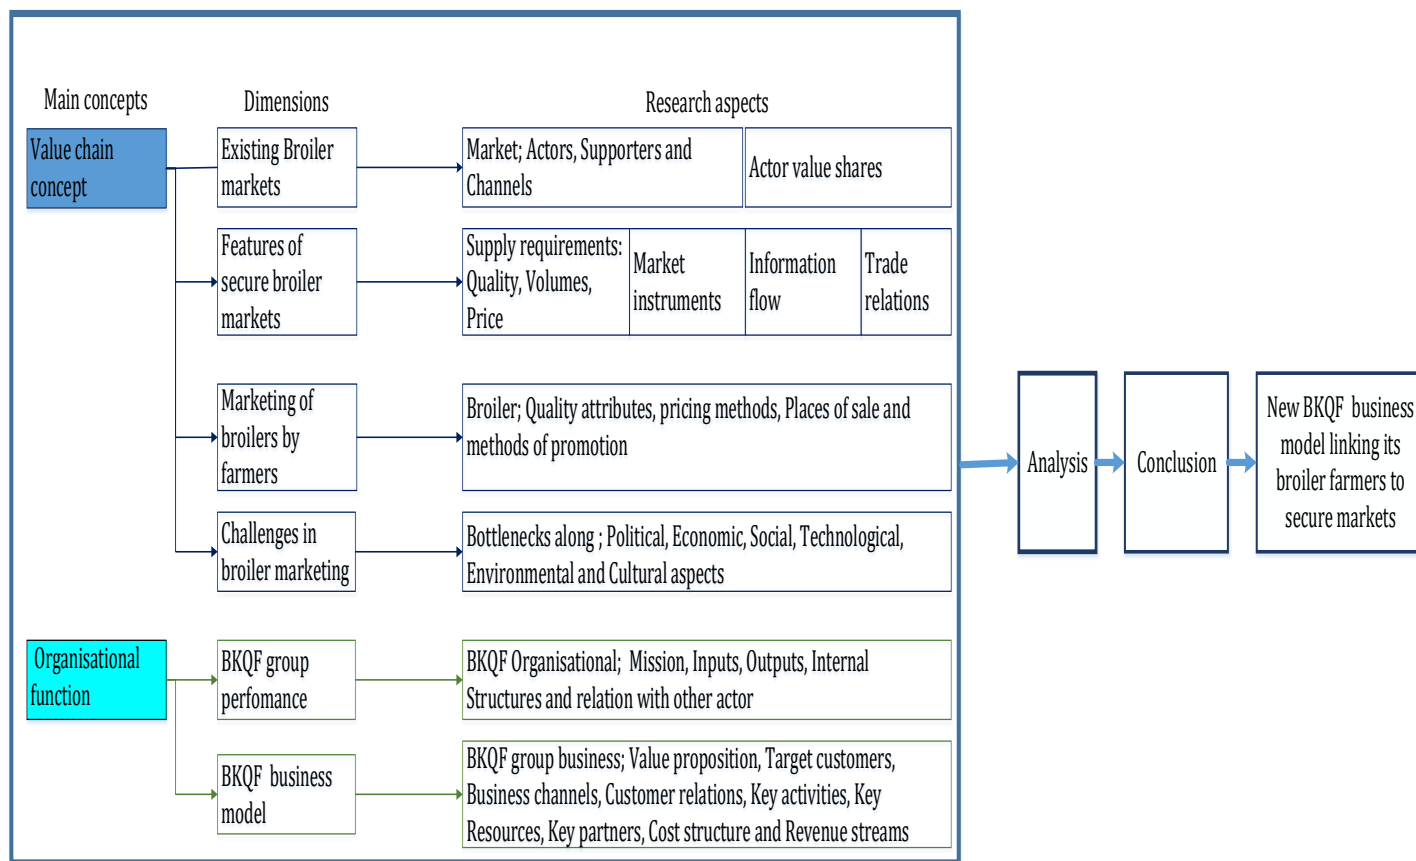 Main concepts
Dimensions
Research aspects
Value chain
concept
Existing Broiler
markets
Market; Actors, Supporters and
Channels
Actor value shares
Features of
secure broiler
markets
Supply requirements:
Quality, Volumes,
Price
Market
instruments
Information
flow
Trade
relations
Marketing of
broilers by
farmers
Broiler; Quality attributes, pricing methods, Places of sale and
methods of promotion
Challenges in
broiler marketing
Bottlenecks along ; Political, Economic, Social, Technological,
Environmental and Cultural aspects
Organisational
function
BKQF group
perfomance
BKQF Organisational; Mission, Inputs, Outputs, Internal
Structures and relation with other actor
BKQF business
model
BKQF group business; Value proposition, Target customers,
Business channels, Customer relations, Key activities, Key
Resources, Key partners, Cost structure and Revenue streams
Analysis
Conclusion
New BKQF business
model linking its
broiler farmers to
secure markets